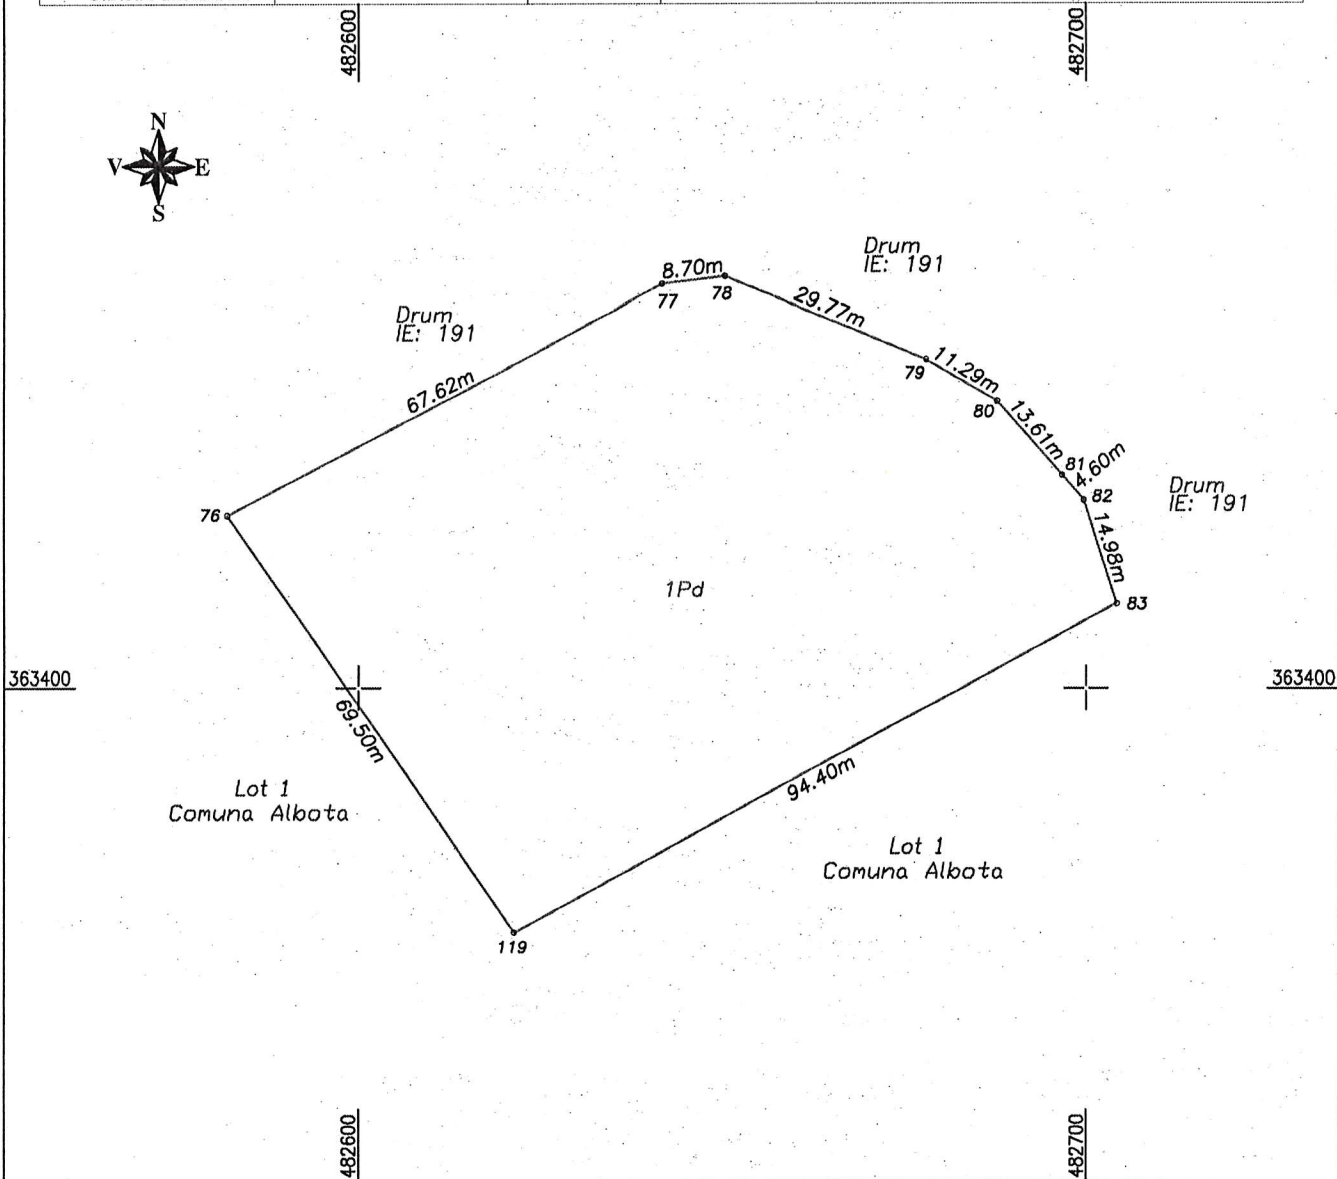 482600
482700
N
V E
S
Drum
IE: 191
8.70m
77
78
29.77m
Drum
IE: 191
67.62m
79
11.29m
80
13.61m
81
4.60m
82
Drum
IE: 191
76
14.98m
1Pd
83
363400
363400
69.50m
94.40m
Lot 1
Comuna Albota
Lot 1
Comuna Albota
119
482600
482700